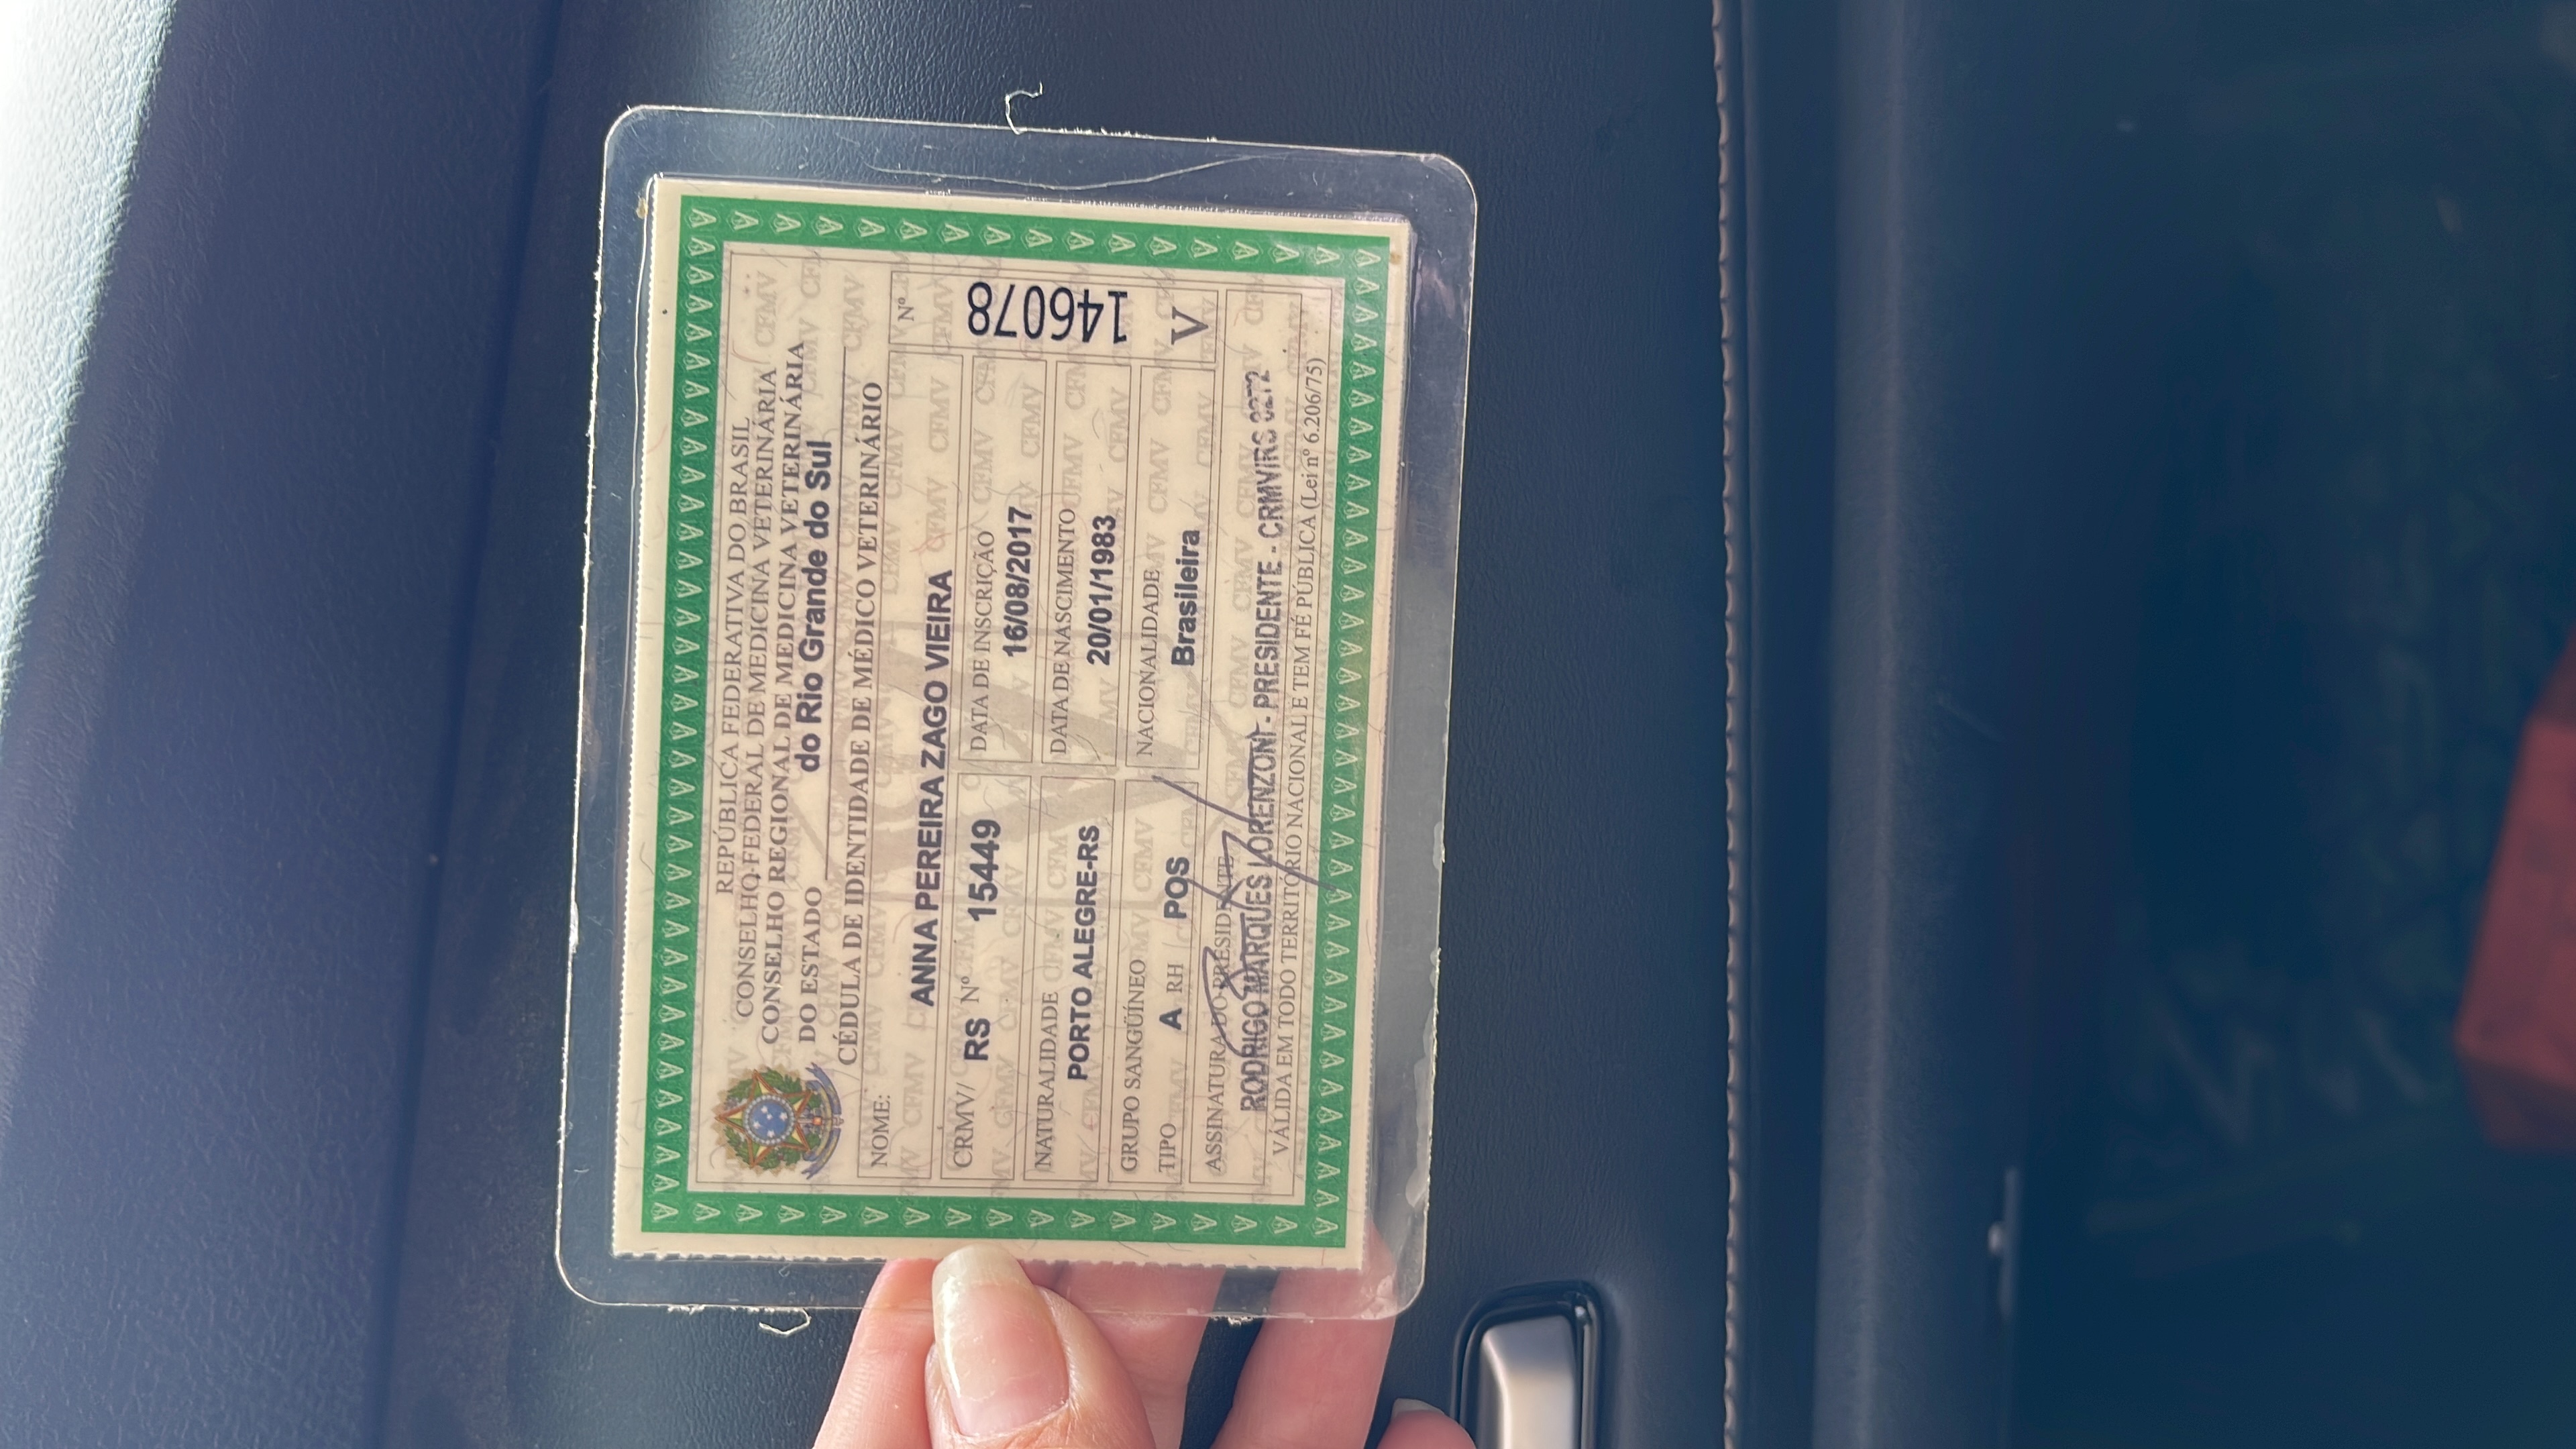 REPÚBLICA FEDERATIVA DO BRASIL
CONSELHO FEDERAL DE MEDICINA VETERINÁRIA
CONSELHO REGIONAL DE MEDICINA VETERINÁRIA
DO ESTADO do Rio Grande do Sul
CÉDULA DE IDENTIDADE DE MÉDICO VETERINÁRIO
NOME:
ANNA PEREIRA ZAGO VIEIRA
Nº
146078
V
CRMV/ RS Nº 15449
DATA DE INSCRIÇÃO
16/08/2017
NATURALIDADE
PORTO ALEGRE-RS
DATA DE NASCIMENTO
20/01/1983
GRUPO SANGÜÍNEO
TIPO A RH POS
NACIONALIDADE
Brasileira
ASSINATURA DO PRESIDENTE
RODRIGO MARQUES LORENZONI - PRESIDENTE - CRMV/RS
VÁLIDA EM TODO TERRITÓRIO NACIONAL E TEM FÉ PÚBLICA (Lei nº 6.206/75)